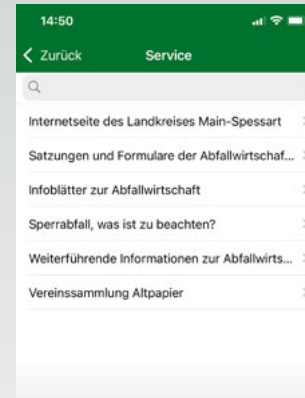 14:50
Zurück
Service
Internetseite des Landkreises Main-Spessart
Satzungen und Formulare der Abfallwirtschaf...
Infoblätter zur Abfallwirtschaft
Sperrabfall, was ist zu beachten?
Weiterführende Informationen zur Abfallwirts...
Vereinssammlung Altpapier